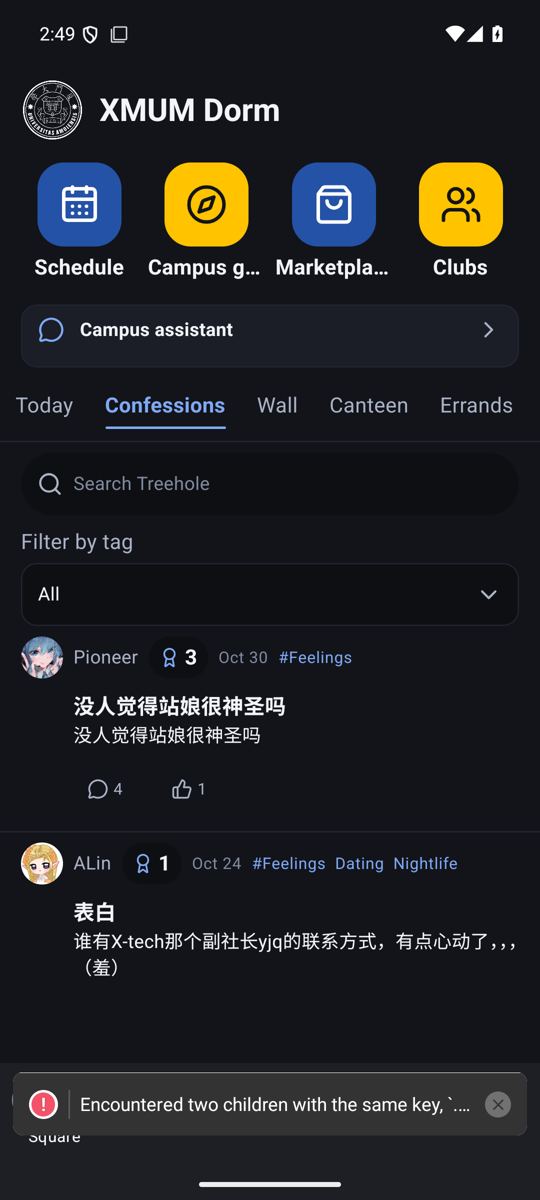 2:49
XMUM Dorm
Schedule
Campus g...
Marketpla...
Clubs
Campus assistant
Today Confessions Wall Canteen Errands
Search Treehole
Filter by tag
All
Pioneer 3 Oct 30 #Feelings
没人觉得站娘很神圣吗
没人觉得站娘很神圣吗
4 1
ALin 1 Oct 24 #Feelings Dating Nightlife
表白
谁有X-tech那个副社长yjq的联系方式，有点心动了，，，
（羞）
! Encountered two children with the same key, `....
Square